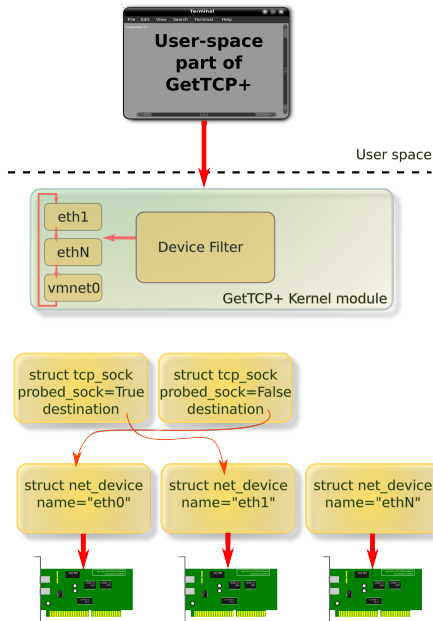 Terminal
File Edit View Search Terminal Help
User-space
part of
GetTCP+
User space
eth1
ethN
vmnet0
Device Filter
GetTCP+ Kernel module
struct tcp_sock
probed_sock=True
destination
struct tcp_sock
probed_sock=False
destination
struct net_device
name="eth0"
struct net_device
name="eth1"
struct net_device
name="ethN"